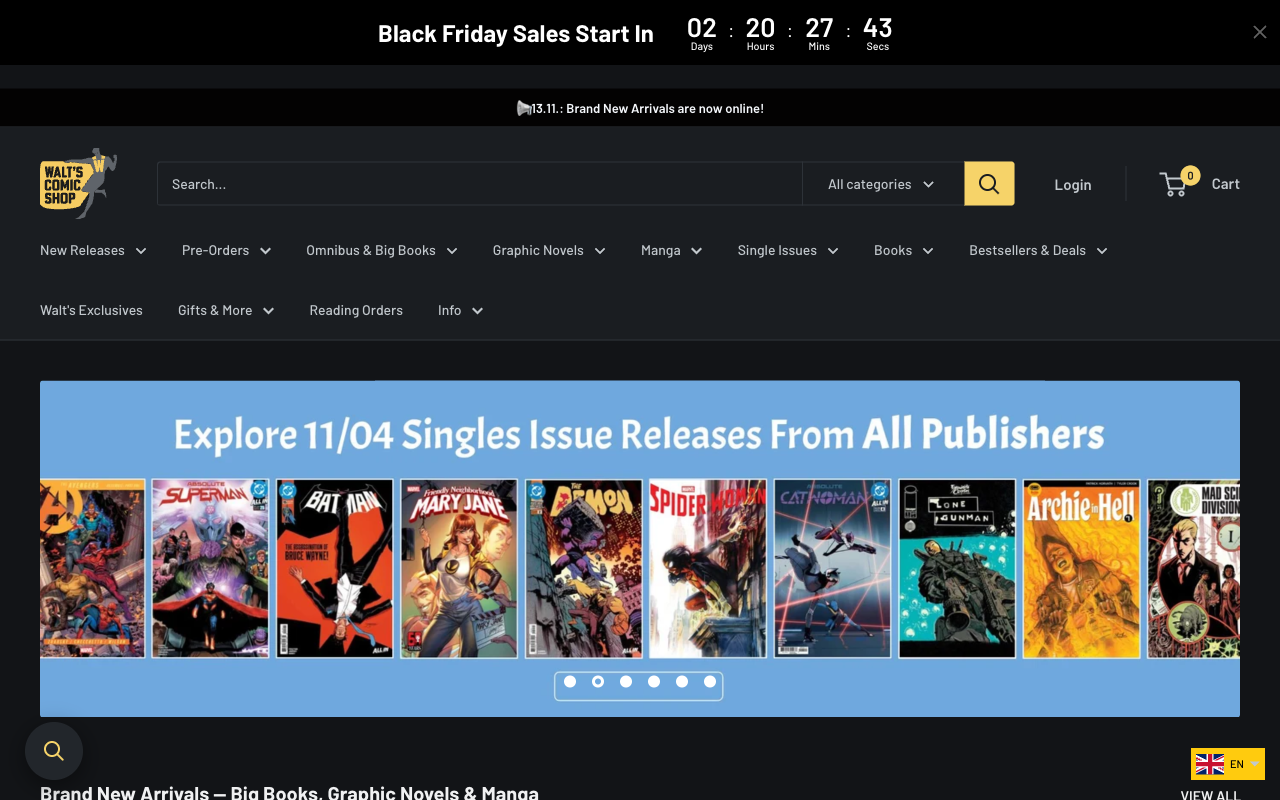 Black Friday Sales Start In
02 : 20 : 27 : 43
Days Hours Mins Secs
13.11.: Brand New Arrivals are now online!
WALT'S COMIC SHOP
Search...
All categories
Login
0
Cart
New Releases
Pre-Orders
Omnibus & Big Books
Graphic Novels
Manga
Single Issues
Books
Bestsellers & Deals
Walt's Exclusives
Gifts & More
Reading Orders
Info
Explore 11/04 Singles Issue Releases From All Publishers
ABSOLUTE
SUPERMAN
BATMAN
THE ASSASSINATION OF BRUCE WAYNE!
Friendly Neighborhood
MARY JANE
THE DEMON
SPIDER WOMAN
ABSOLUTE
CATWOMAN
LONE GUNMAN
Archie in Hell
MAD SCI
DIVISION
EN
Brand New Arrivals — Big Books, Graphic Novels & Manga
VIEW ALL